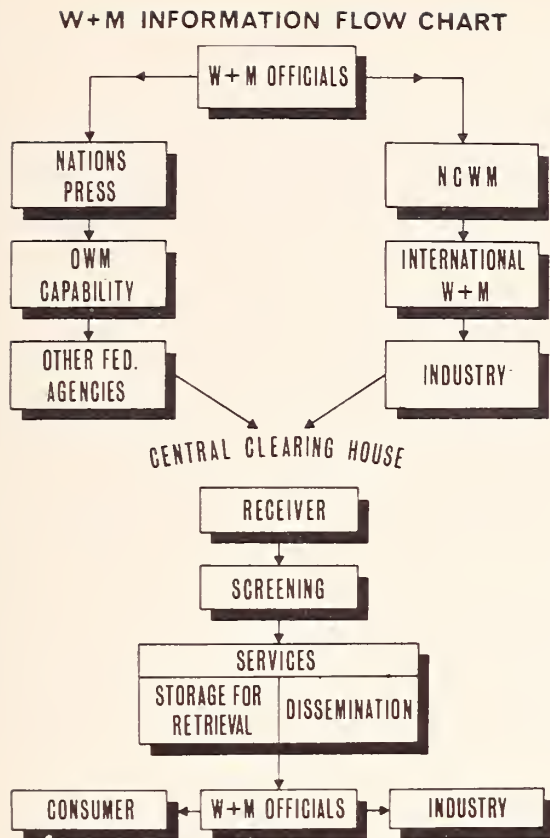 W+M INFORMATION FLOW CHART
W+M OFFICIALS
NATIONS
PRESS
NCWM
OWM
CAPABILITY
INTERNATIONAL
W+M
OTHER FED.
AGENCIES
INDUSTRY
CENTRAL CLEARING HOUSE
RECEIVER
SCREENING
SERVICES
STORAGE FOR
RETRIEVAL
DISSEMINATION
CONSUMER
W+M OFFICIALS
INDUSTRY